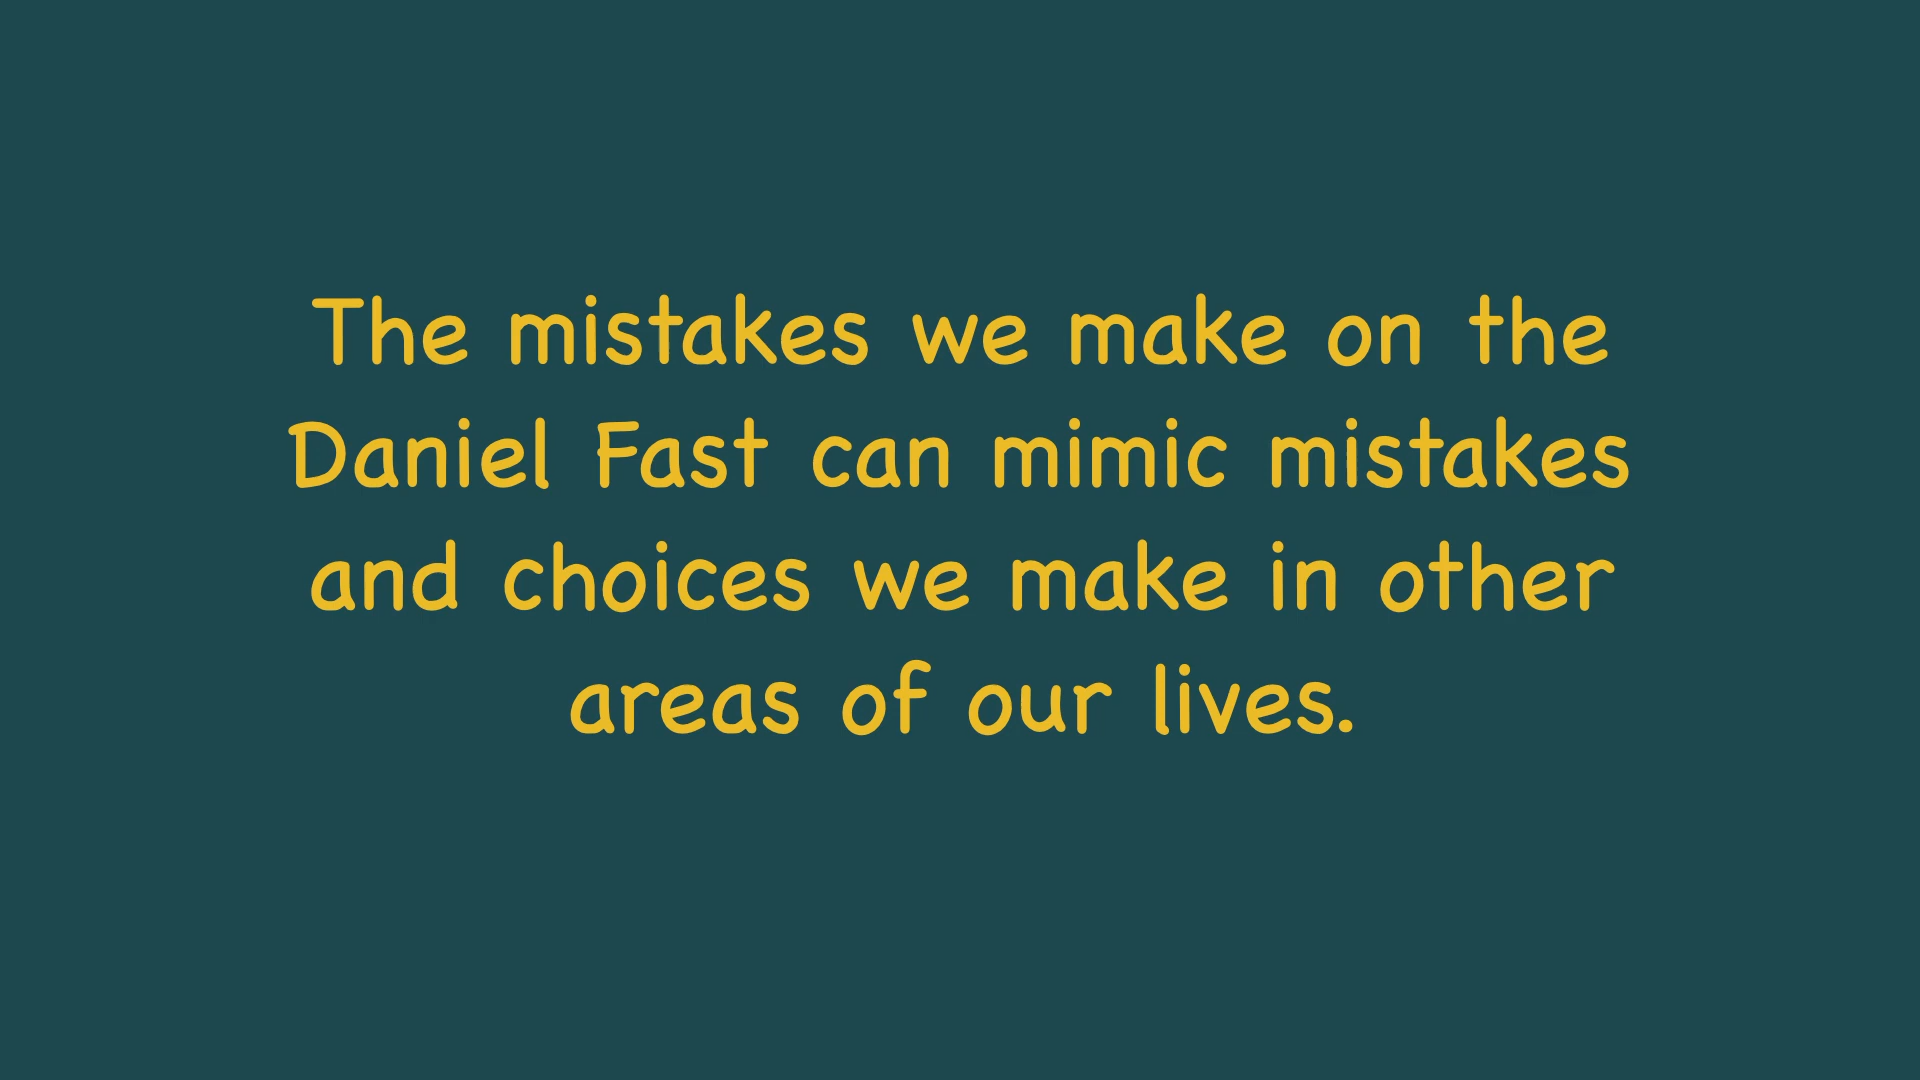 The mistakes we make on the
Daniel Fast can mimic mistakes
and choices we make in other
areas of our lives.